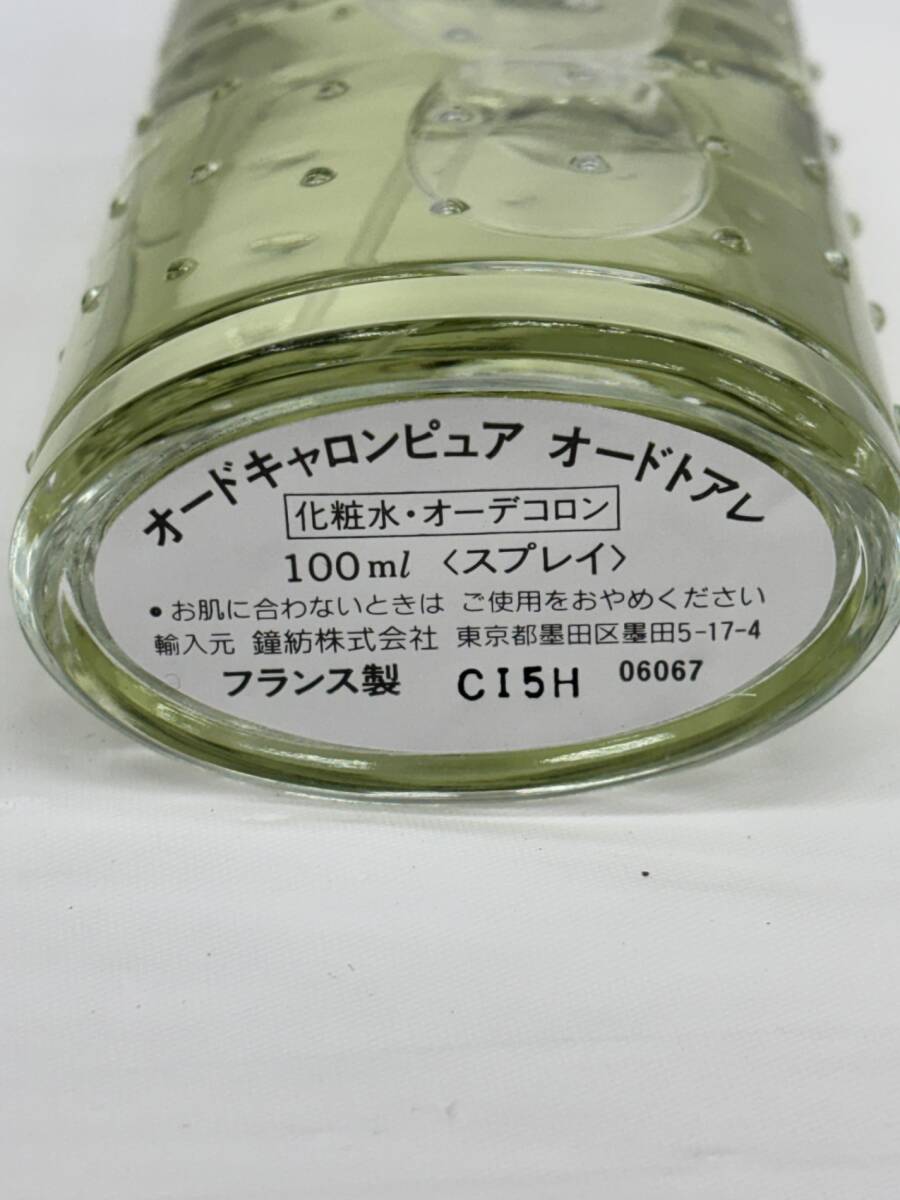 オードキャロンピュア オードトアレ
化粧水・オーデコロン
100ml 〈スプレイ〉
• お肌に合わないときは ご使用をおやめください
輸入元 鐘紡株式会社 東京都墨田区墨田5-17-4
フランス製 CI5H 06067